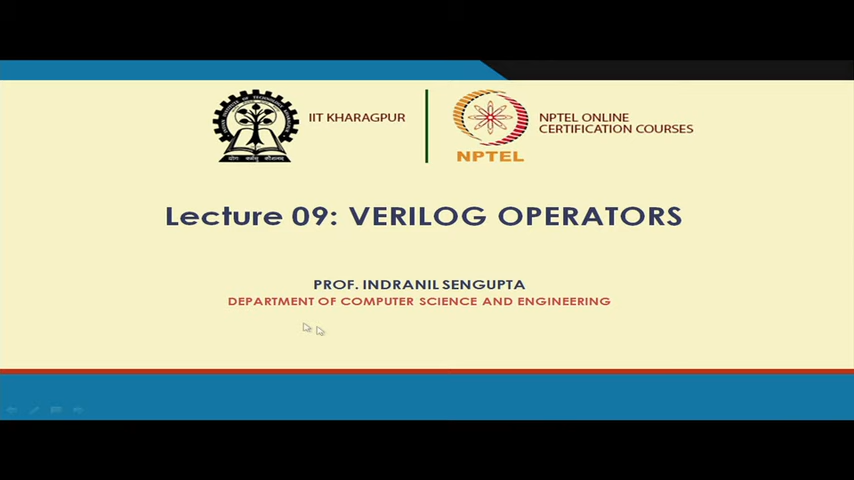 IIT KHARAGPUR
NPTEL ONLINE
CERTIFICATION COURSES
NPTEL
Lecture 09: VERILOG OPERATORS
PROF. INDRANIL SENGUPTA
DEPARTMENT OF COMPUTER SCIENCE AND ENGINEERING